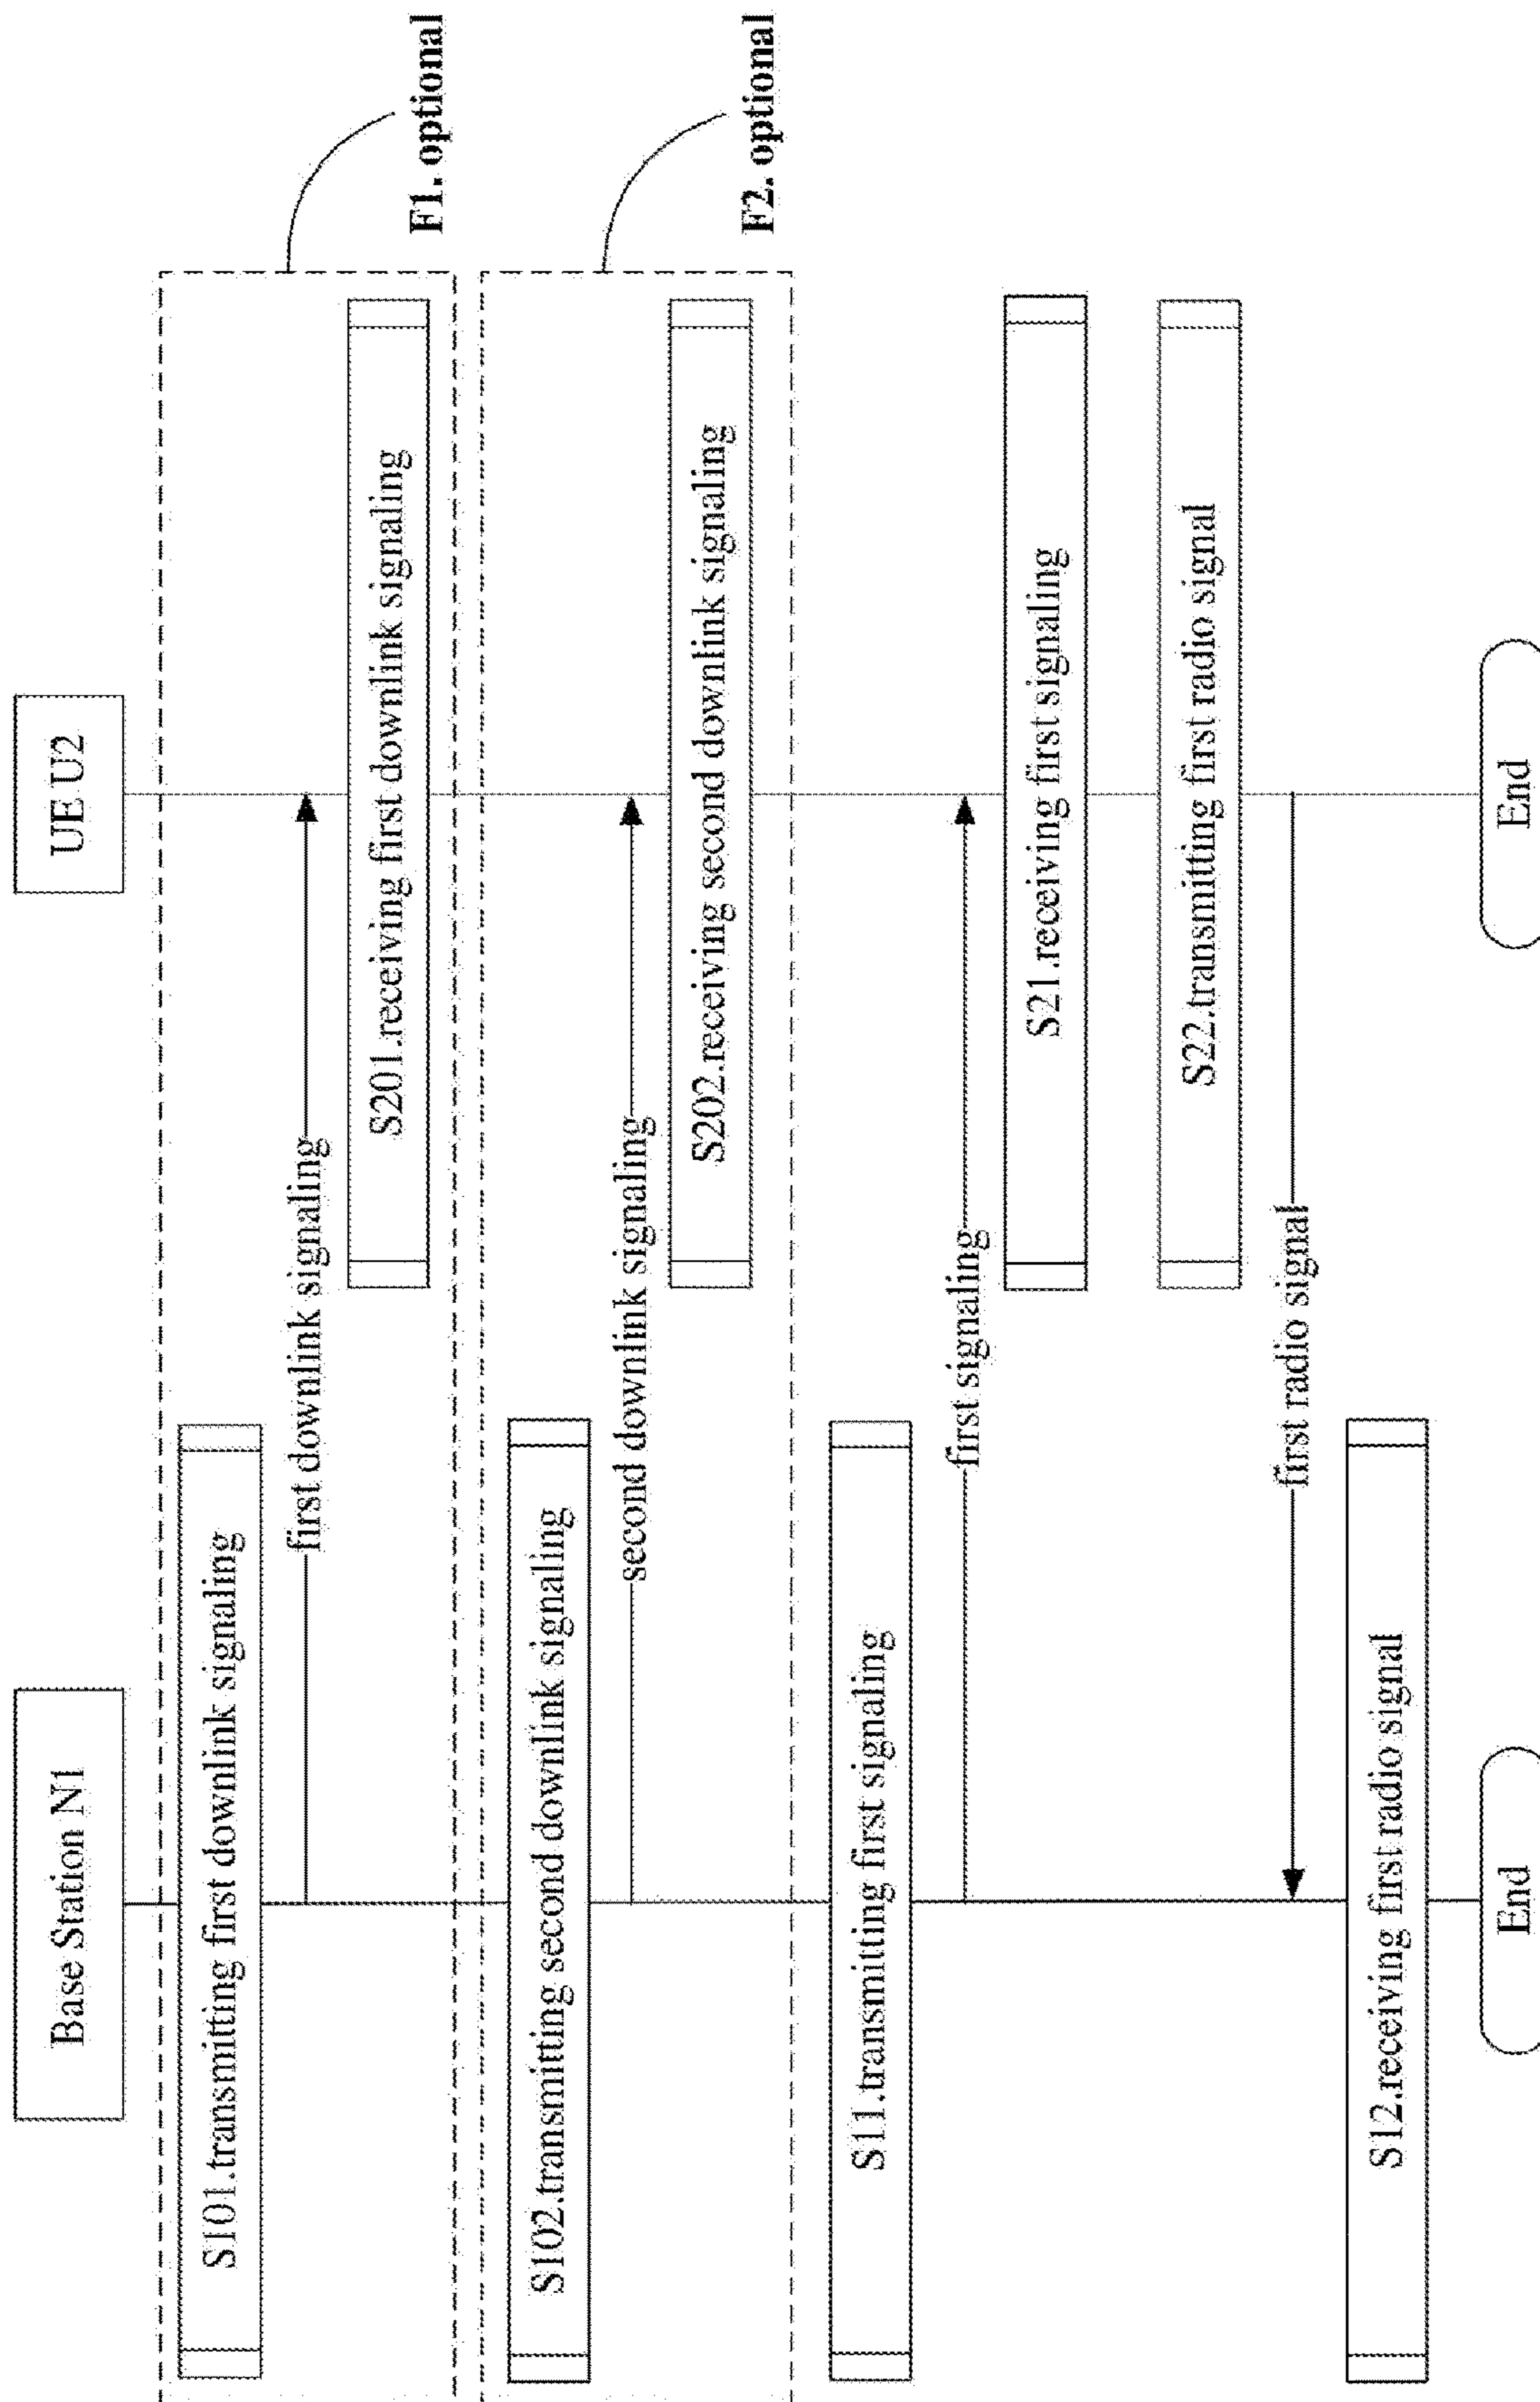 Base Station N1
UE U2
S101.transmitting first downlink signaling
first downlink signaling
S201.receiving first downlink signaling
F1. optional
S102.transmitting second downlink signaling
second downlink signaling
S202.receiving second downlink signaling
F2. optional
S11.transmitting first signaling
first signaling
S21.receiving first signaling
S22.transmitting first radio signal
first radio signal
S12.receiving first radio signal
End
End